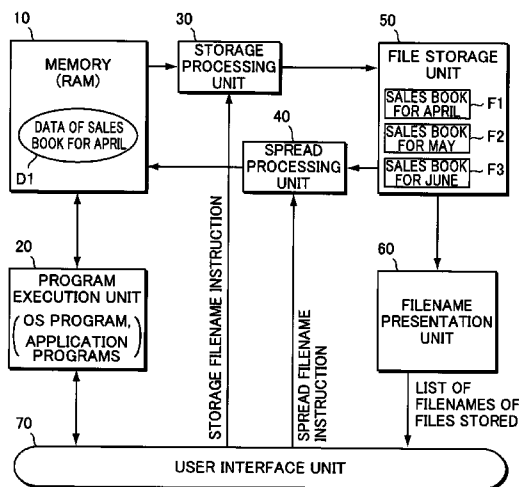 10
MEMORY
(RAM)
DATA OF SALES
BOOK FOR APRIL
D1
30
STORAGE
PROCESSING
UNIT
50
FILE STORAGE
UNIT
SALES BOOK
FOR APRIL
F1
SALES BOOK
FOR MAY
F2
SALES BOOK
FOR JUNE
F3
40
SPREAD
PROCESSING
UNIT
20
PROGRAM
EXECUTION UNIT
(OS PROGRAM,
APPLICATION
PROGRAMS)
STORAGE FILENAME INSTRUCTION
SPREAD FILENAME
INSTRUCTION
60
FILENAME
PRESENTATION
UNIT
LIST OF
FILENAMES OF
FILES STORED
70
USER INTERFACE UNIT